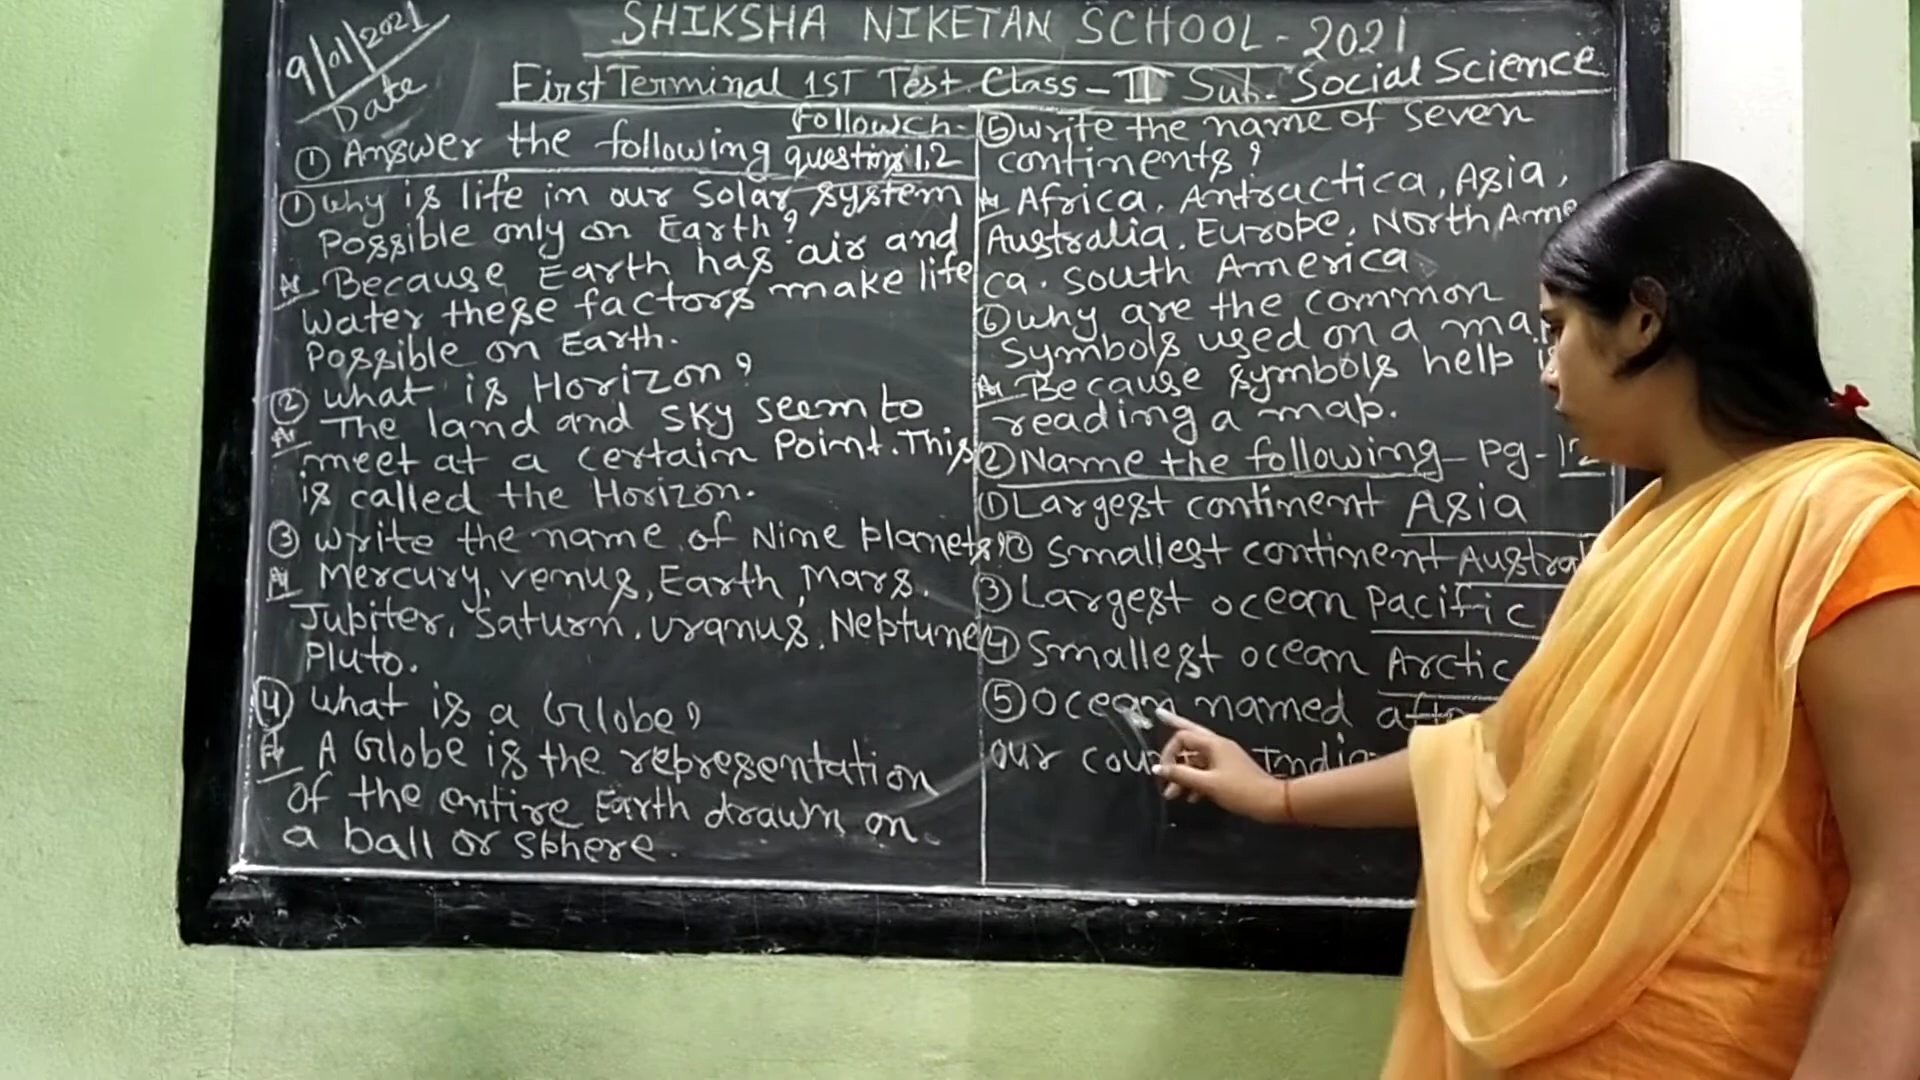 SHIKSHA NIKETAN SCHOOL - 2021
9/01/2021
Date
First Terminal 1ST Test. Class - II Sub - Social Science
① Answer the following
Follow ch -
question 1,2
① Why is life in our Solar system
Possible only on Earth?
Ans Because Earth has air and
Water these factors make life
Possible on Earth.
② What is Horizon?
Ans The land and sky seem to
meet at a certain Point. This
is called the Horizon.
③ Write the name of Nine planets?
Ans Mercury, Venus, Earth, Mars.
Jupiter, Saturn, Uranus, Neptune
Pluto.
④ What is a Globe?
A Globe is the representation
of the entire Earth drawn on
a ball or sphere.
⑤ Write the name of seven
continents?
Africa, Antractica, Asia,
Australia, Europe, North Ame
ca. South America
⑥ Why are the common
Symbols used on a map
Because symbols help
reading a map.
② Name the following - Pg - 12
① Largest continent Asia
② Smallest continent
③ Largest ocean Pacific
④ Smallest ocean Arctic
⑤ Ocean named
our